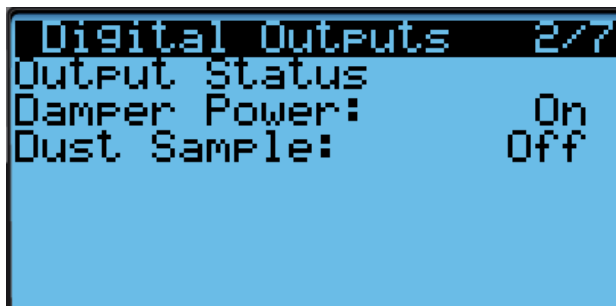 Digital Outputs 2/7
Output Status
Damper Power: On
Dust Sample: Off